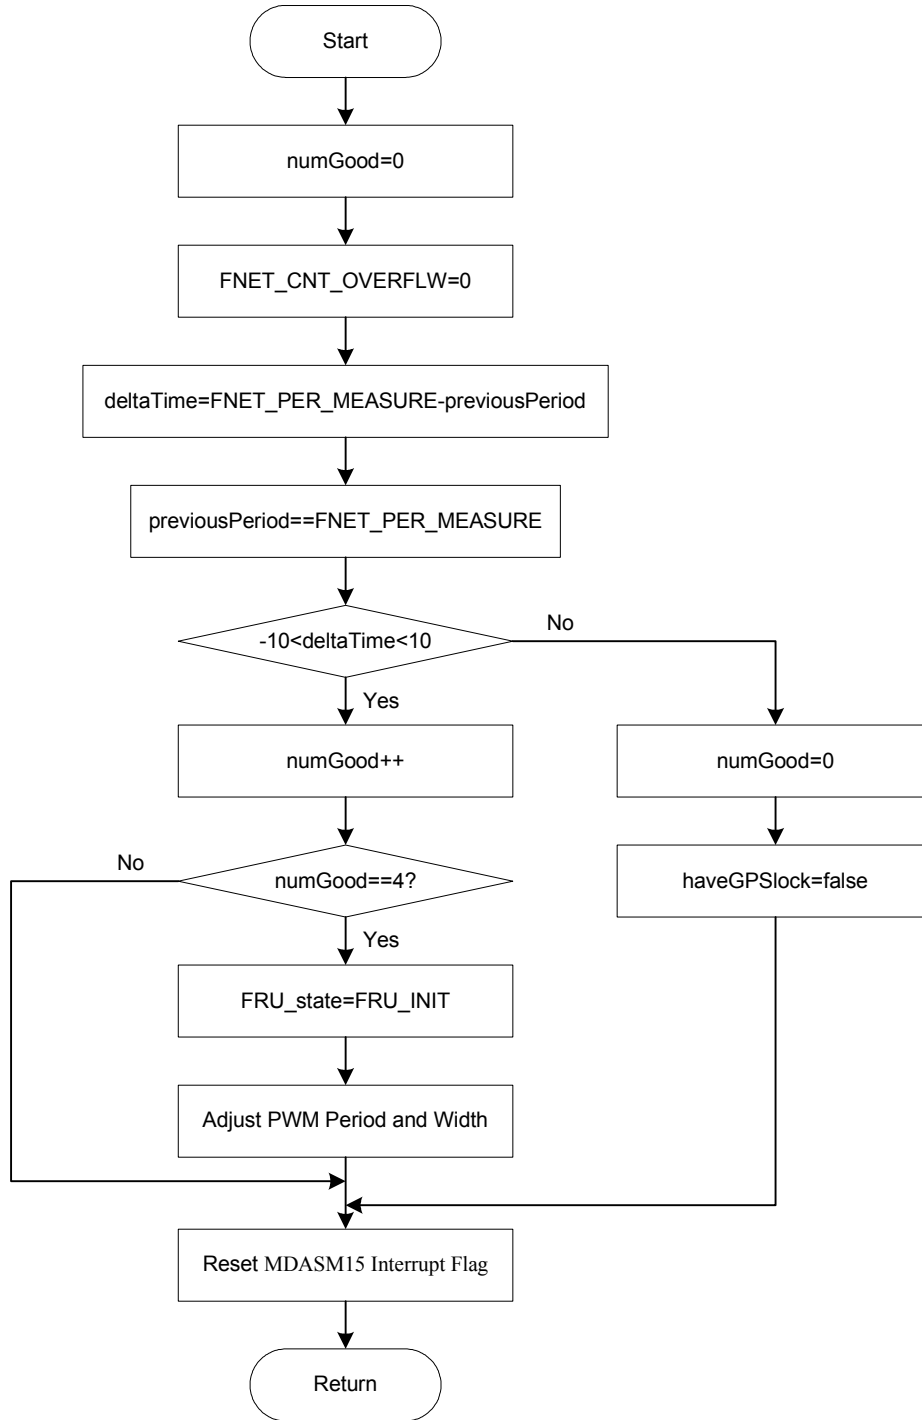 Start
numGood=0
FNET_CNT_OVERFLW=0
deltaTime=FNET_PER_MEASURE-previousPeriod
previousPeriod==FNET_PER_MEASURE
-10<deltaTime<10
No
Yes
numGood++
numGood=0
No
numGood==4?
haveGPSlock=false
Yes
FRU_state=FRU_INIT
Adjust PWM Period and Width
Reset MDASM15 Interrupt Flag
Return